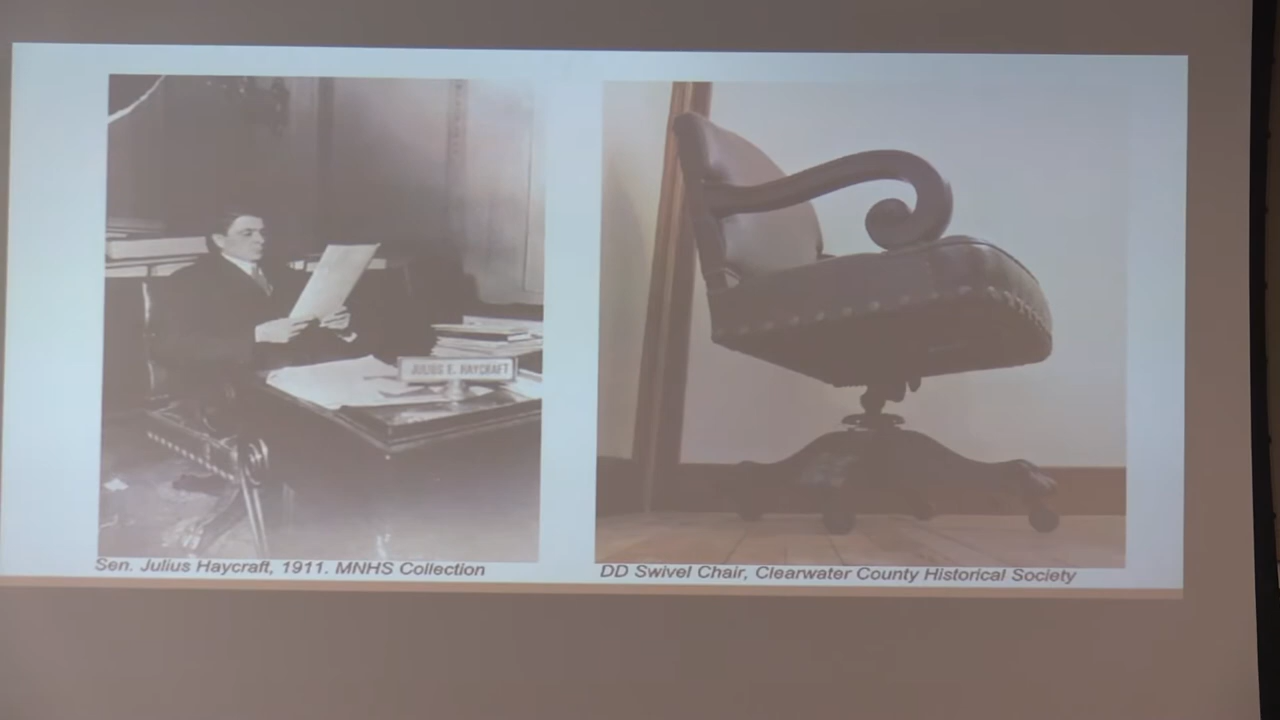 JULIUS E. HAYCRAFT
Sen. Julius Haycraft, 1911. MNHS Collection
DD Swivel Chair, Clearwater County Historical Society